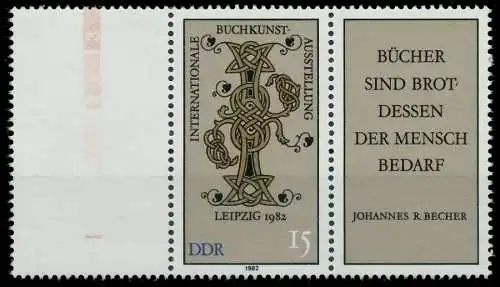 INTERNATIONALE
BUCHKUNST-
AUSSTELLUNG
LEIPZIG 1982
DDR
15
1982
BÜCHER
SIND BROT-
DESSEN
DER MENSCH
BEDARF
JOHANNES R. BECHER